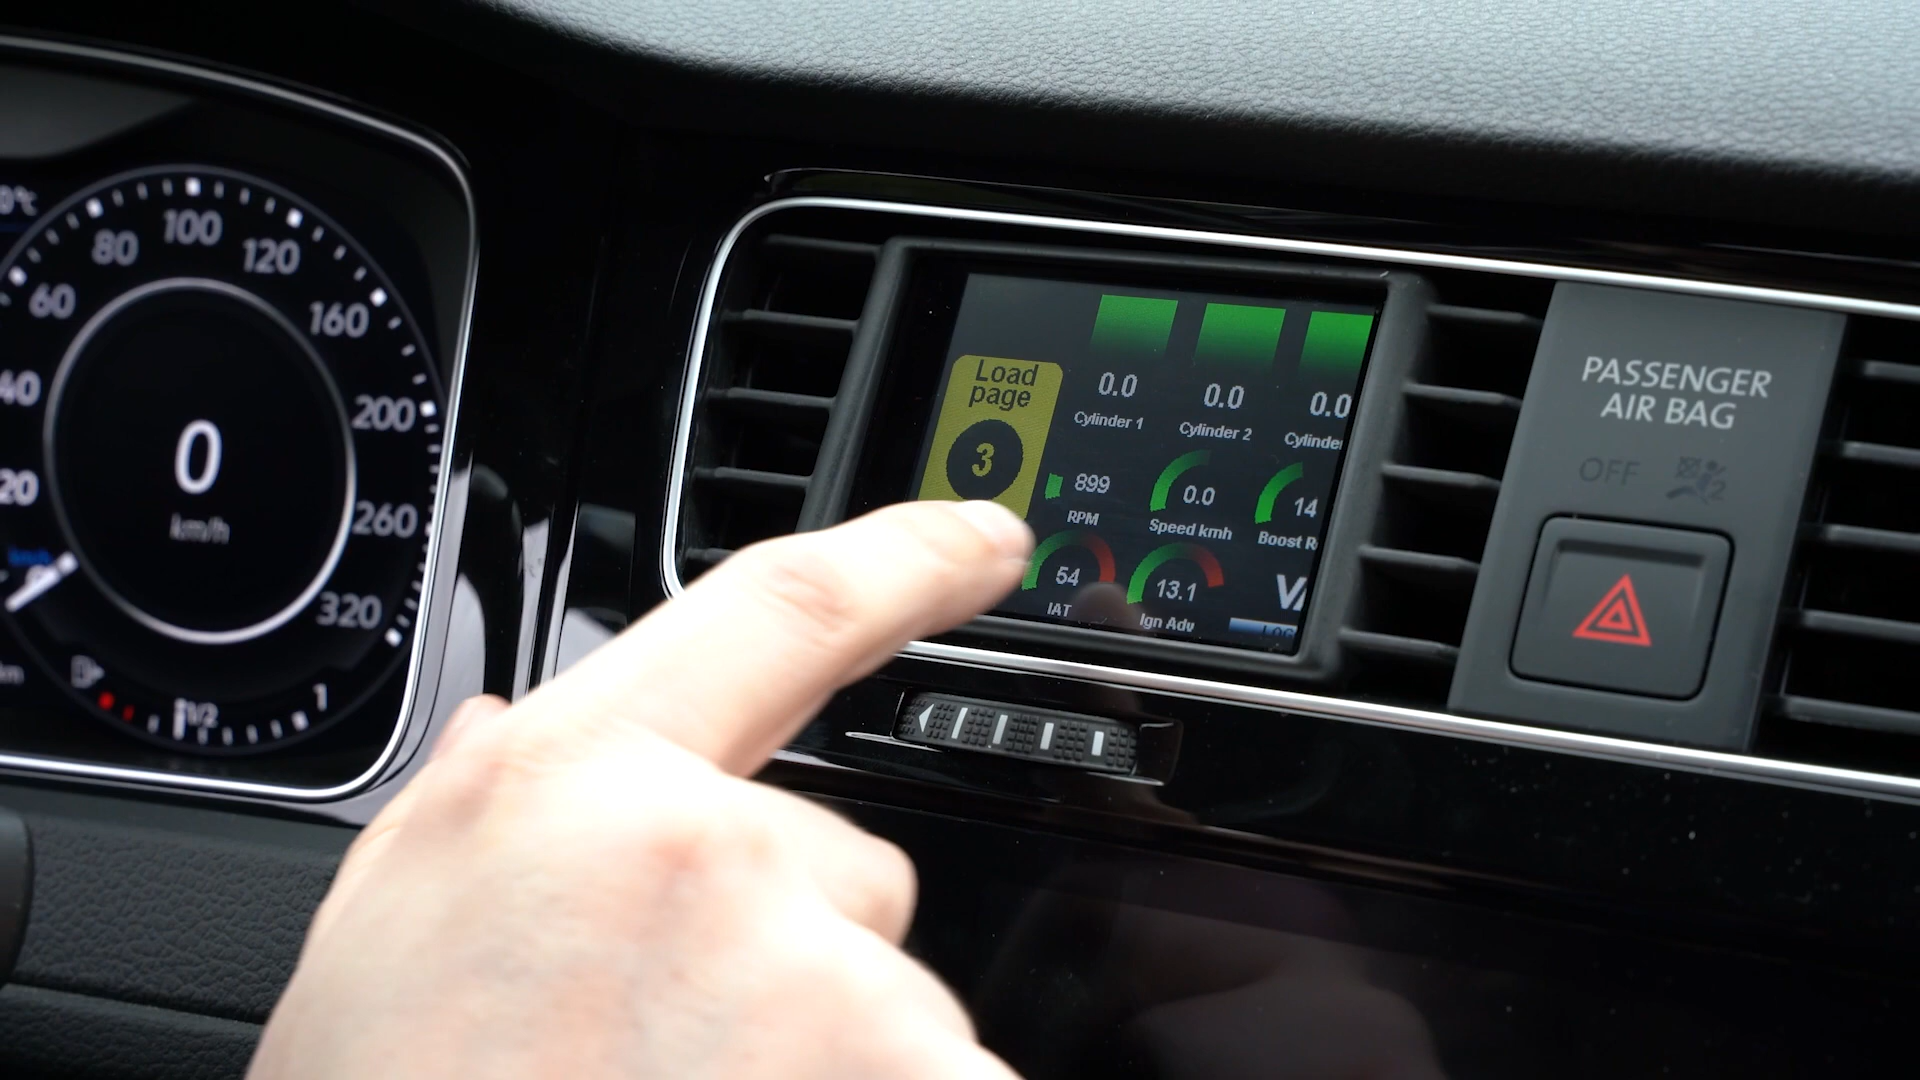 0°C
20
40
60
80
100
120
160
200
260
320
0
km/h
1/2
1
Load
page
3
0.0
Cylinder 1
0.0
Cylinder 2
0.0
899
RPM
0.0
Speed kmh
14
Boost
54
IAT
13.1
Ign Adv
PASSENGER
AIR BAG
OFF